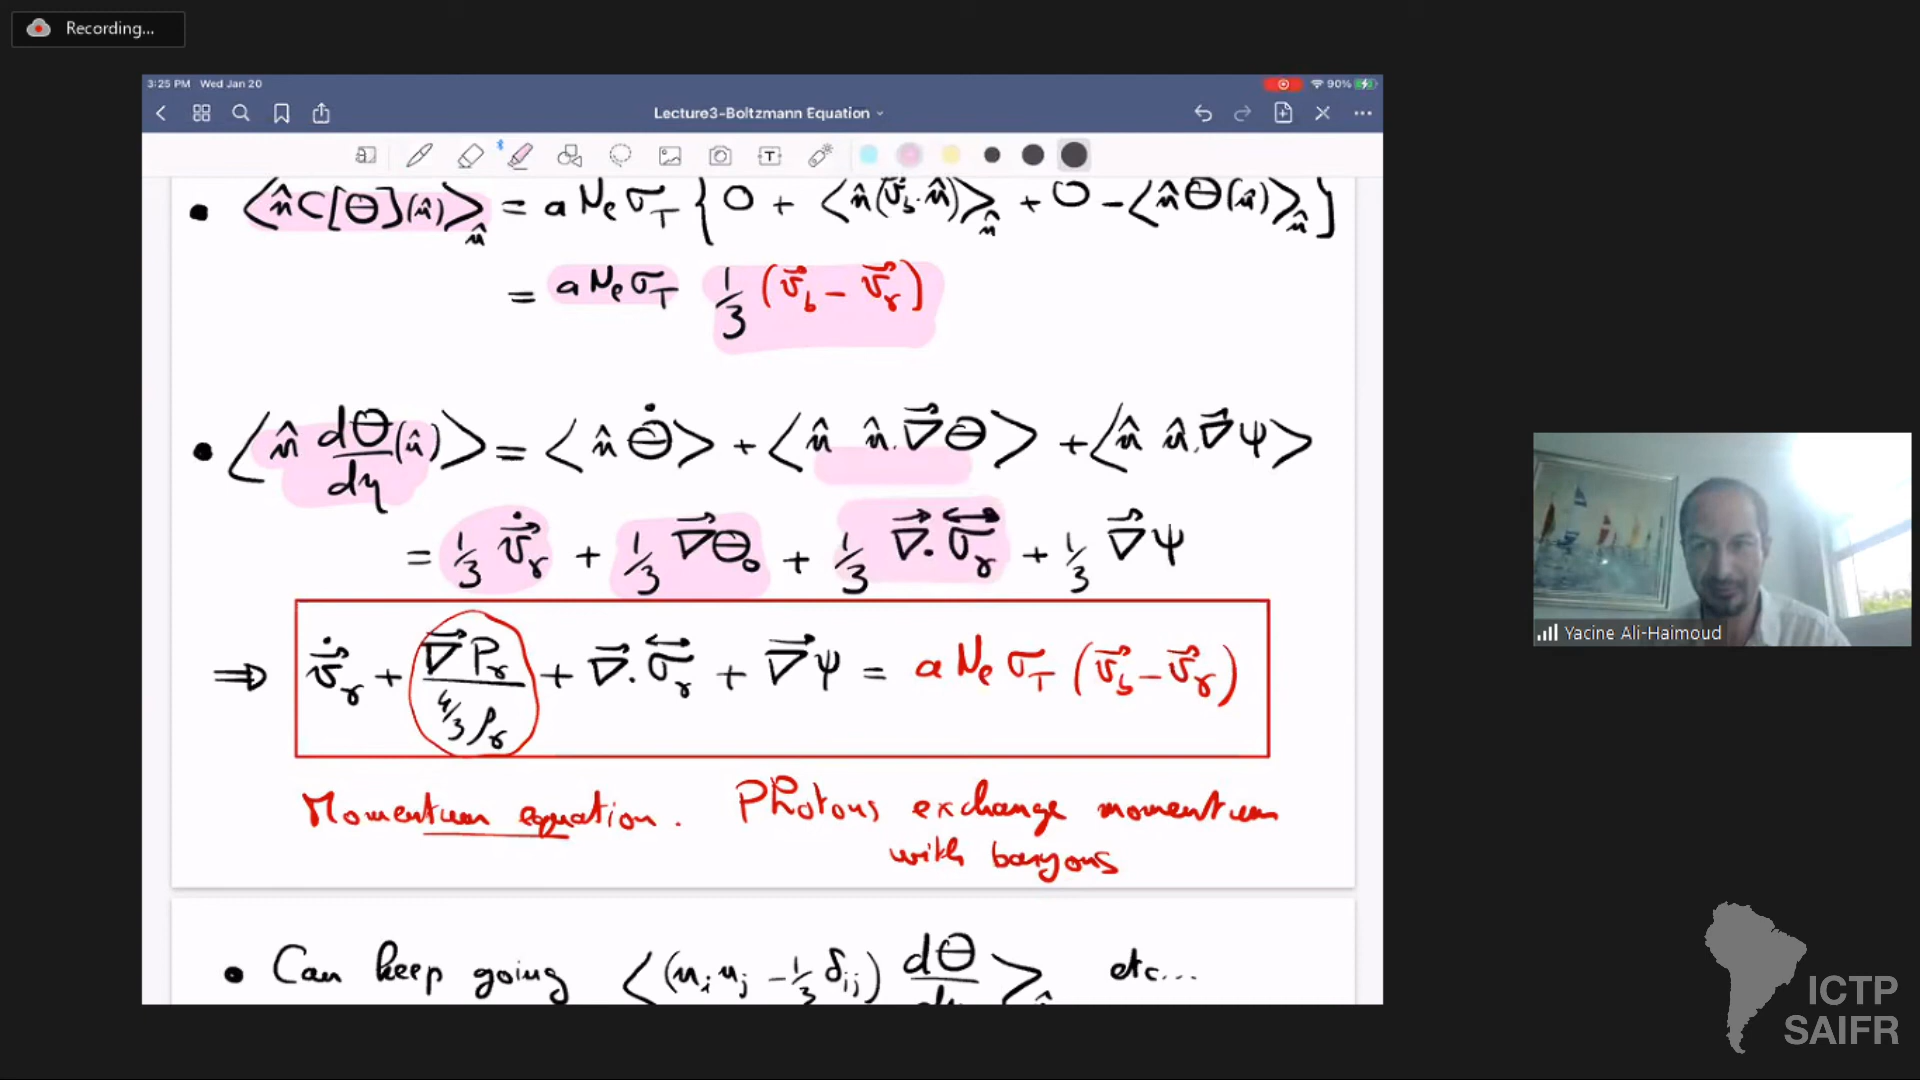 Recording...
3:25 PM Wed Jan 20
90%
Lecture3-Boltzmann Equation
• ⟨n̂ C[Θ](n̂)⟩_n̂ = a N_e σ_T { 0 + ⟨n̂(v⃗_b · n̂)⟩_n̂ + 0 − ⟨n̂ Θ(n̂)⟩_n̂ }
= a N_e σ_T 1/3 (v⃗_b − v⃗_γ)
• ⟨n̂ dΘ/dη (n̂)⟩ = ⟨n̂ Θ̇⟩ + ⟨n̂ n̂·∇⃗Θ⟩ + ⟨n̂ n̂·∇⃗ψ⟩
= 1/3 v⃗̇_γ + 1/3 ∇⃗Θ_0 + 1/3 ∇⃗·σ⃡_γ + 1/3 ∇⃗ψ
⇒ v⃗̇_γ + ∇⃗P_γ / (4/3 ρ_γ) + ∇⃗·σ⃡_γ + ∇⃗ψ = a N_e σ_T (v⃗_b − v⃗_γ)
Momentum equation. Photons exchange momentum
with baryons
• Can keep going ⟨(n_i n_j − 1/3 δ_ij) dΘ/dη⟩_n̂ etc...
Yacine Ali-Haimoud
ICTP
SAIFR